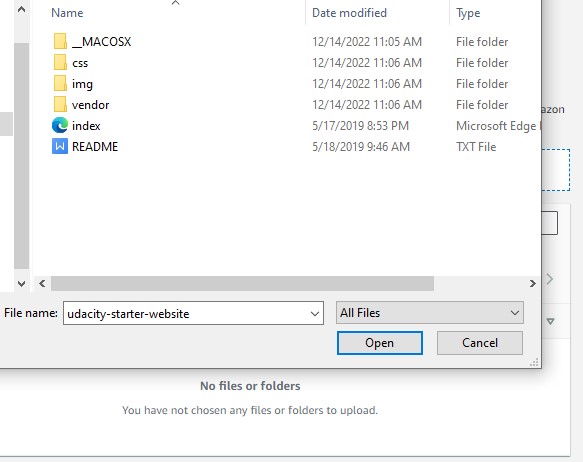 Name Date modified Type
__MACOSX 12/14/2022 11:05 AM File folder
css 12/14/2022 11:06 AM File folder
img 12/14/2022 11:06 AM File folder
vendor 12/14/2022 11:06 AM File folder
index 5/17/2019 8:53 PM Microsoft Edge
README 5/18/2019 9:46 AM TXT File
azon
File name: udacity-starter-website All Files
Open Cancel
No files or folders
You have not chosen any files or folders to upload.